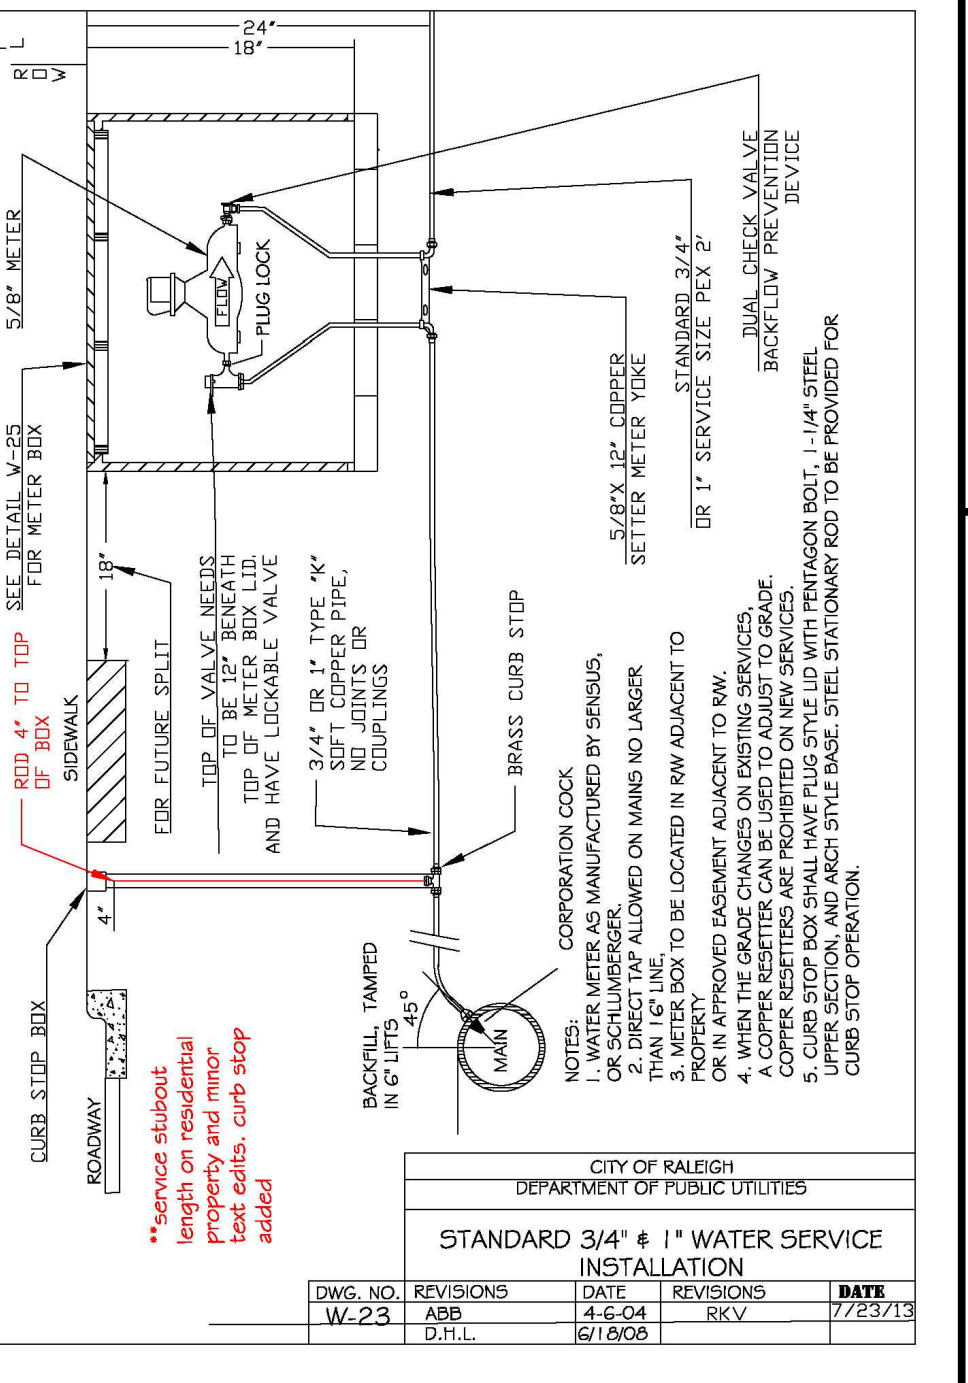 24"
18"
L
ROW
5/8" METER
SEE DETAIL W-25
FOR METER BOX
ROD 4" TO TOP
OF BOX
SIDEWALK
CURB STOP BOX
ROADWAY
4"
18"
FOR FUTURE SPLIT
FLOW
PLUG LOCK
TOP OF VALVE NEEDS
TO BE 12" BENEATH
TOP OF METER BOX LID.
AND HAVE LOCKABLE VALVE
3/4" OR 1" TYPE "K"
SOFT COPPER PIPE,
NO JOINTS OR
COUPLINGS
BRASS CURB STOP
5/8"X 12" COPPER
SETTER METER YOKE
STANDARD 3/4"
OR 1" SERVICE SIZE PEX 2'
DUAL CHECK VALVE
BACKFLOW PREVENTION
DEVICE
BACKFILL, TAMPED
IN 6" LIFTS
45°
MAIN
CORPORATION COCK
**service stubout
length on residential
property and minor
text edits. curb stop
added
NOTES:
1. WATER METER AS MANUFACTURED BY SENSUS,
OR SCHLUMBERGER.
2. DIRECT TAP ALLOWED ON MAINS NO LARGER
THAN 16" LINE,
3. METER BOX TO BE LOCATED IN R/W ADJACENT TO
PROPERTY
OR IN APPROVED EASEMENT ADJACENT TO R/W.
4. WHEN THE GRADE CHANGES ON EXISTING SERVICES,
A COPPER RESETTER CAN BE USED TO ADJUST TO GRADE.
COPPER RESETTERS ARE PROHIBITED ON NEW SERVICES.
5. CURB STOP BOX SHALL HAVE PLUG STYLE LID WITH PENTAGON BOLT, 1-1/4" STEEL
UPPER SECTION, AND ARCH STYLE BASE. STEEL STATIONARY ROD TO BE PROVIDED FOR
CURB STOP OPERATION.
CITY OF RALEIGH
DEPARTMENT OF PUBLIC UTILITIES
STANDARD 3/4" & 1" WATER SERVICE
INSTALLATION
DWG. NO. REVISIONS DATE REVISIONS DATE
W-23 ABB 4-6-04 RKV 7/23/13
D.H.L. 6/18/08